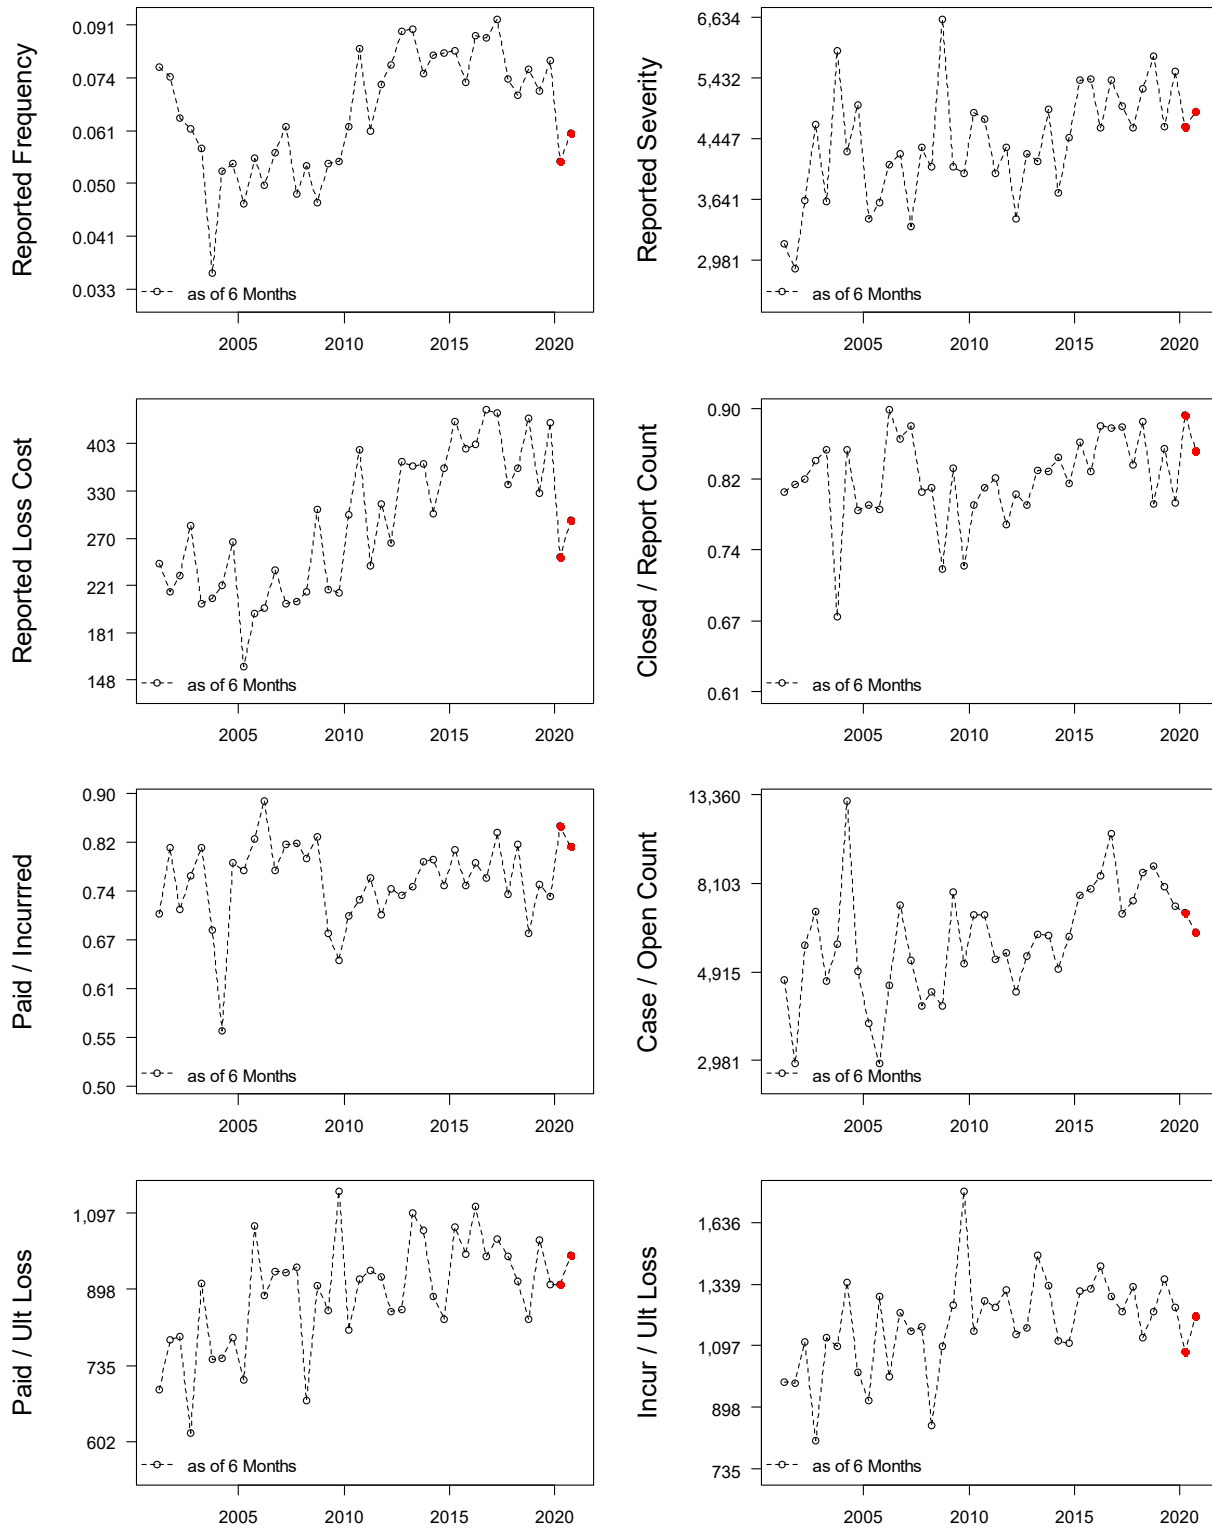 Reported Frequency
0.091
0.074
0.061
0.050
0.041
0.033
as of 6 Months
2005 2010 2015 2020
Reported Severity
6,634
5,432
4,447
3,641
2,981
as of 6 Months
2005 2010 2015 2020
Reported Loss Cost
403
330
270
221
181
148
as of 6 Months
2005 2010 2015 2020
Closed / Report Count
0.90
0.82
0.74
0.67
0.61
as of 6 Months
2005 2010 2015 2020
Paid / Incurrred
0.90
0.82
0.74
0.67
0.61
0.55
0.50
as of 6 Months
2005 2010 2015 2020
Case / Open Count
13,360
8,103
4,915
2,981
as of 6 Months
2005 2010 2015 2020
Paid / Ult Loss
1,097
898
735
602
as of 6 Months
2005 2010 2015 2020
Incur / Ult Loss
1,636
1,339
1,097
898
735
as of 6 Months
2005 2010 2015 2020